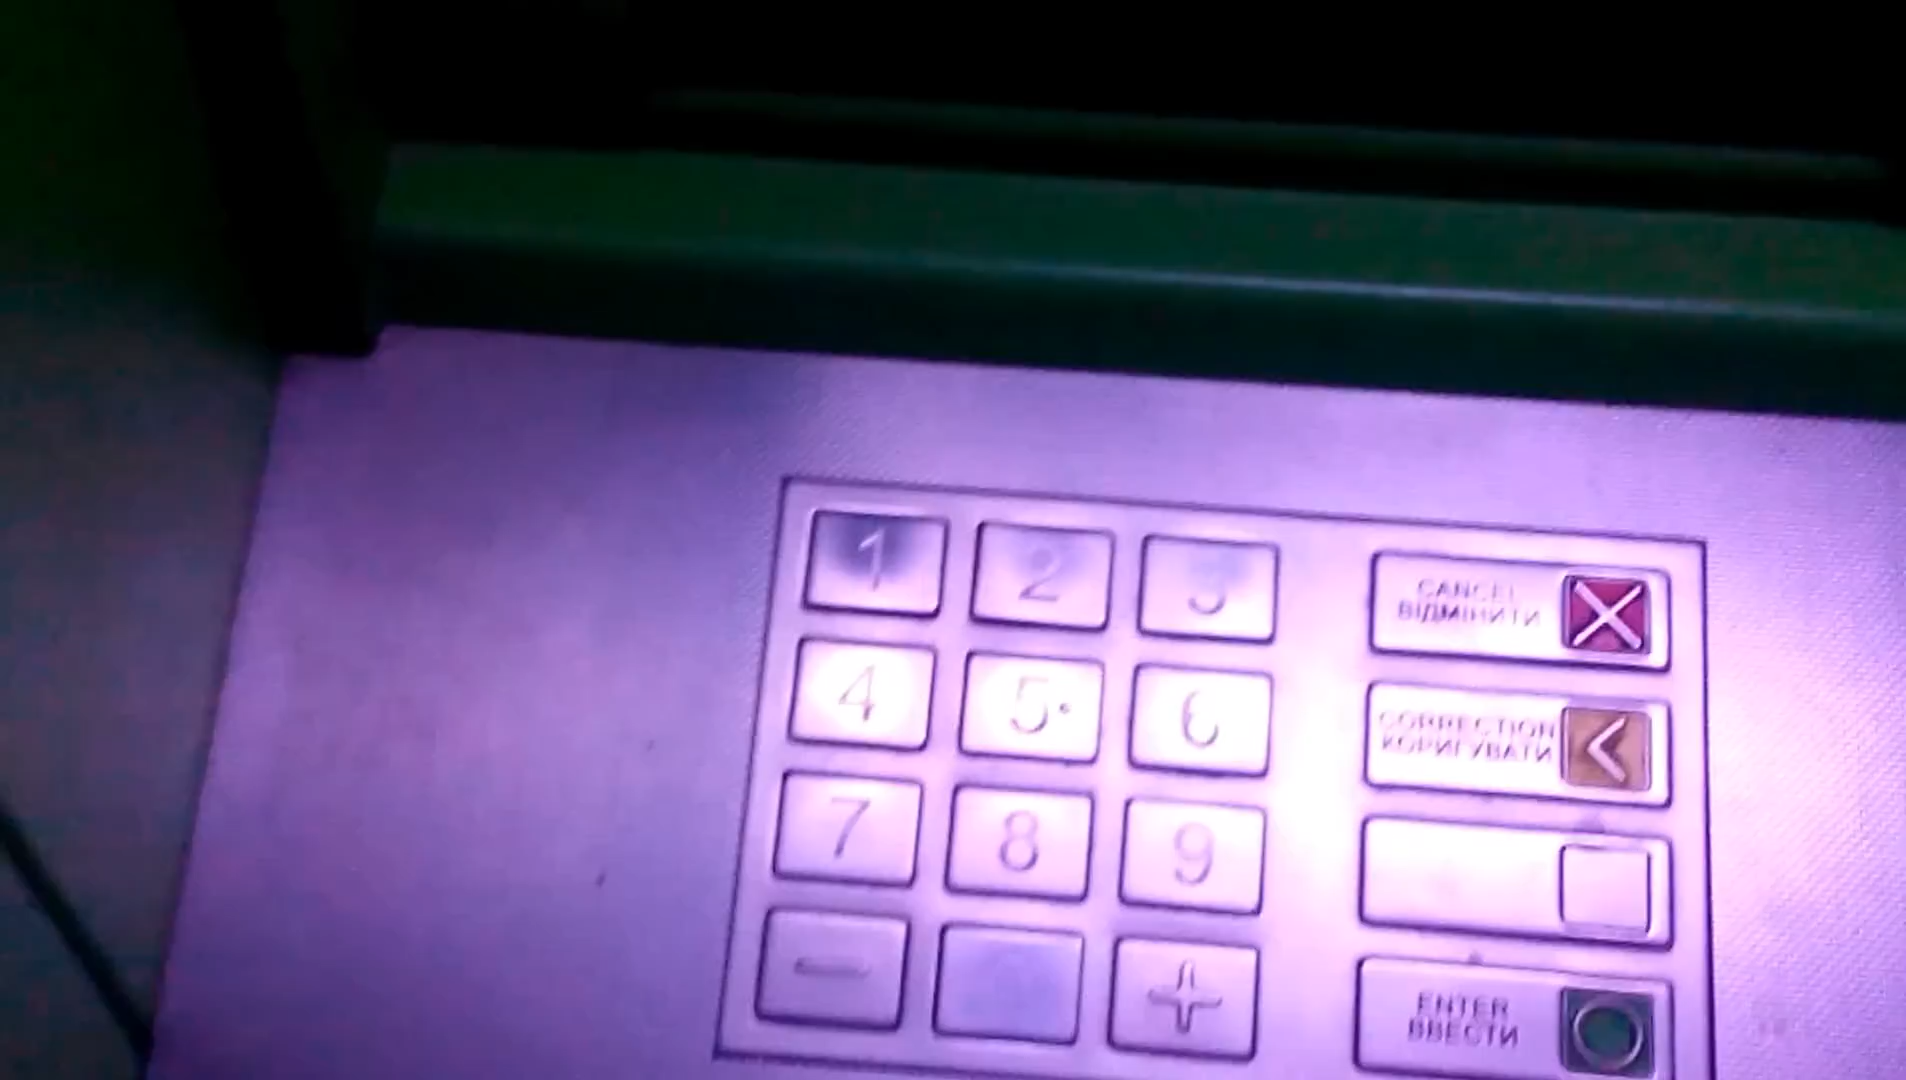 1 2 3
CANCEL
ВІДМІНИТИ
4 5 6
CORRECTION
КОРИГУВАТИ
7 8 9
- +
ENTER
ВВЕСТИ